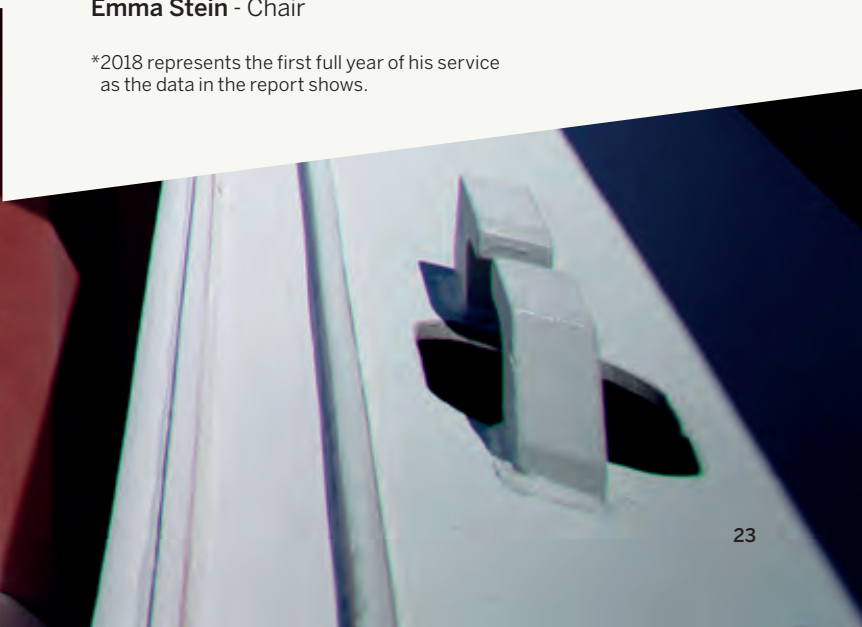 Emma Stein - Chair
*2018 represents the first full year of his service
as the data in the report shows.
23